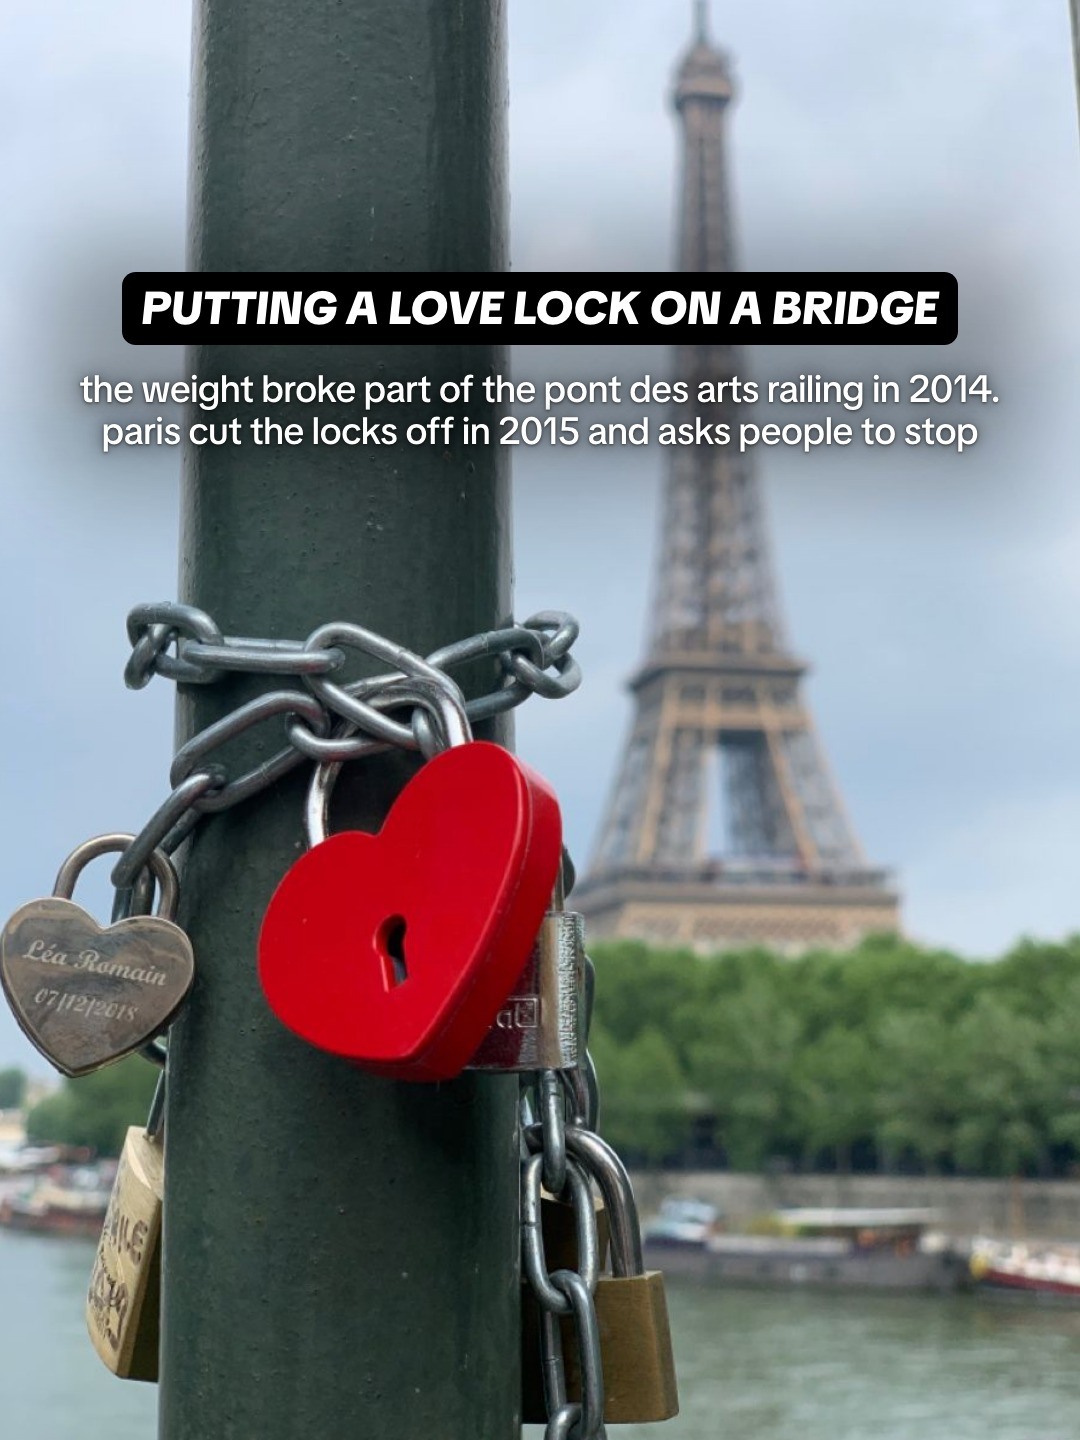 PUTTING A LOVE LOCK ON A BRIDGE
the weight broke part of the pont des arts railing in 2014.
paris cut the locks off in 2015 and asks people to stop
Léa Romain
07/12/2018